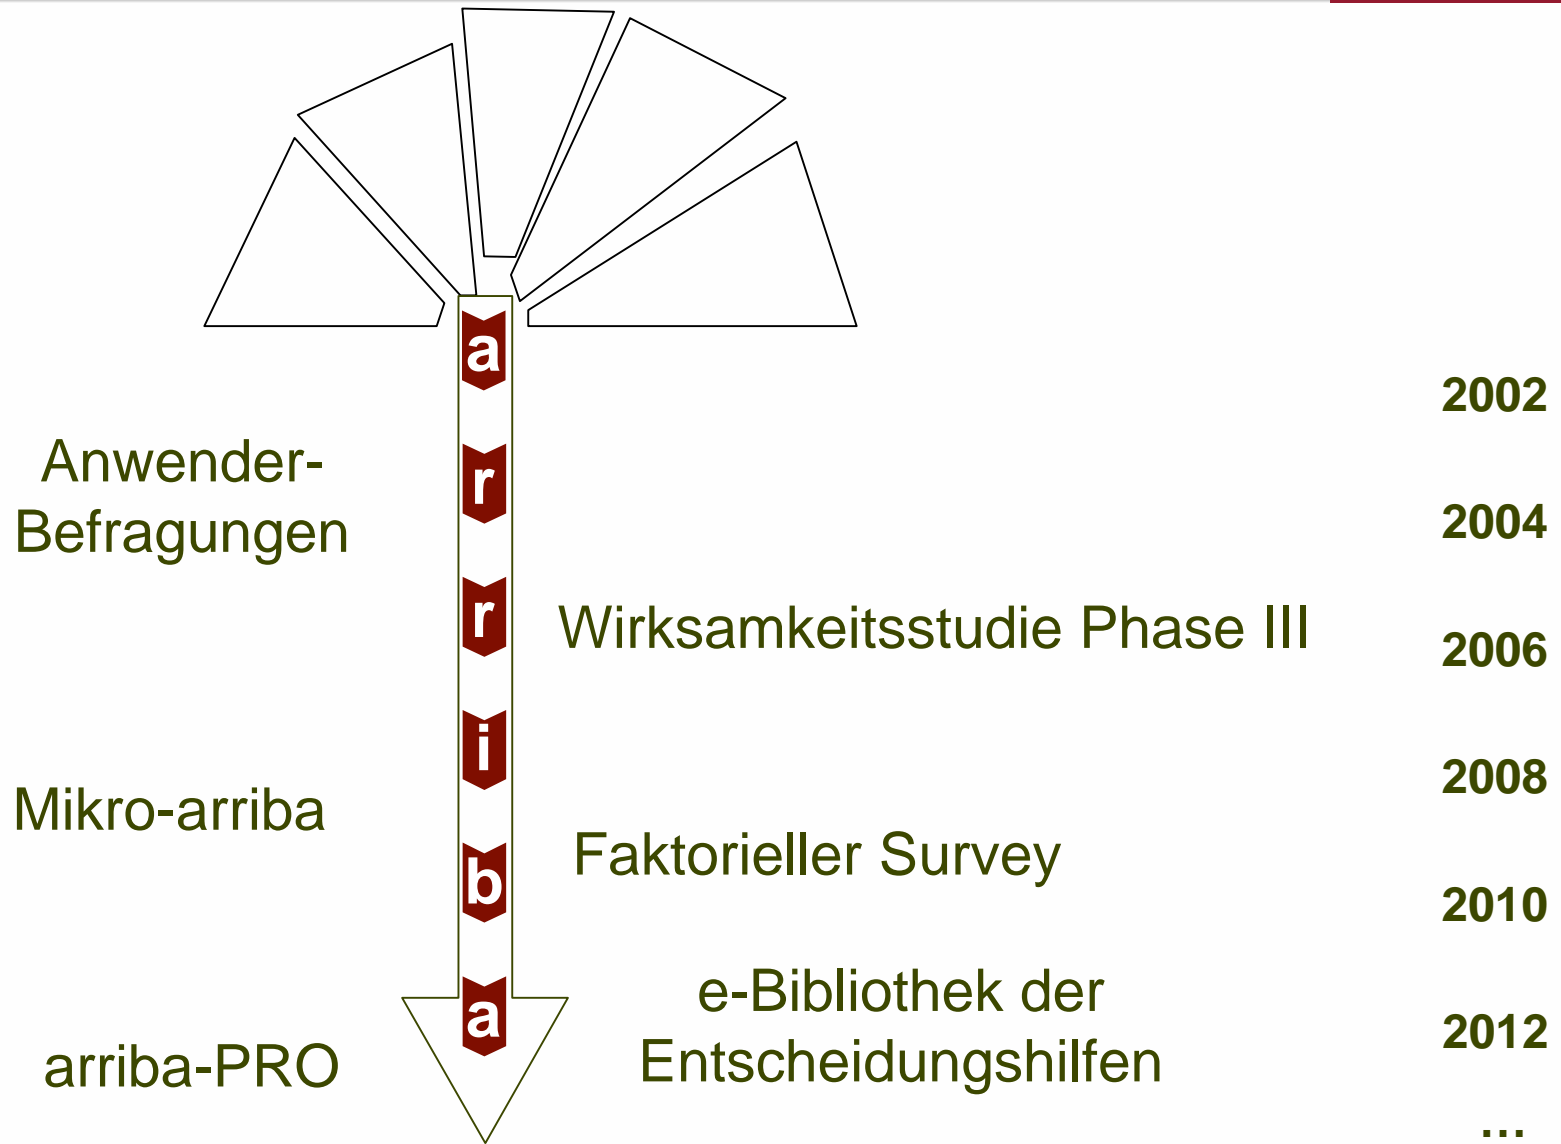 a
2002
Anwender-
Befragungen
r
2004
r
Wirksamkeitsstudie Phase III
2006
i
2008
Mikro-arriba
Faktorieller Survey
b
2010
e-Bibliothek der
Entscheidungshilfen
a
2012
arriba-PRO
...